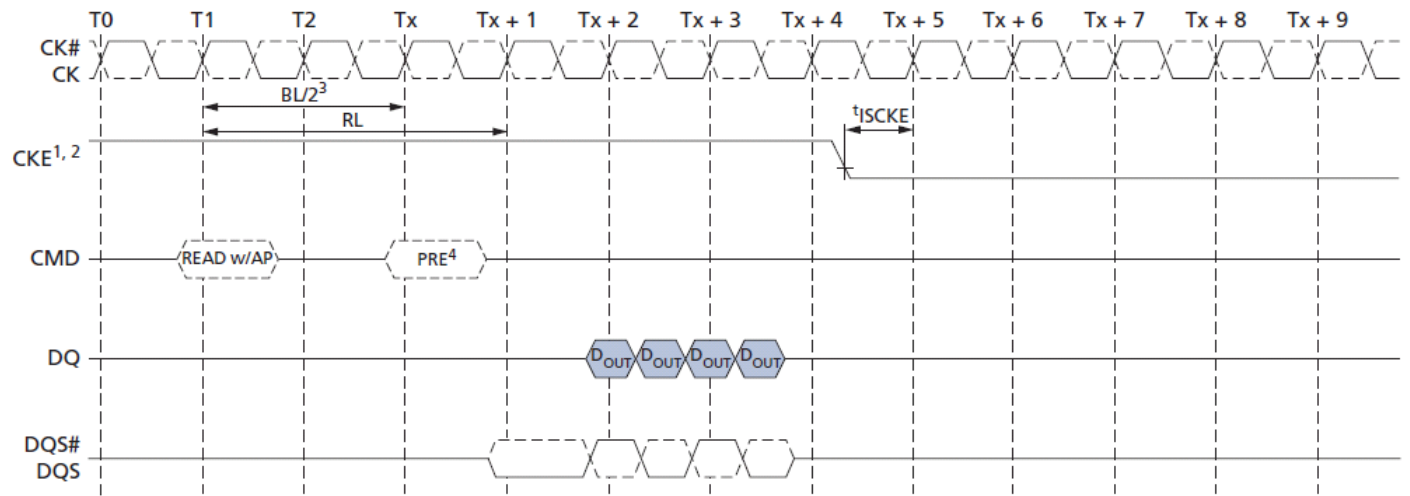 T0 T1 T2 Tx Tx + 1 Tx + 2 Tx + 3 Tx + 4 Tx + 5 Tx + 6 Tx + 7 Tx + 8 Tx + 9
CK#
CK
BL/2³
RL
tISCKE
CKE1, 2
CMD READ w/AP PRE⁴
DQ DOUT DOUT DOUT DOUT
DQS#
DQS